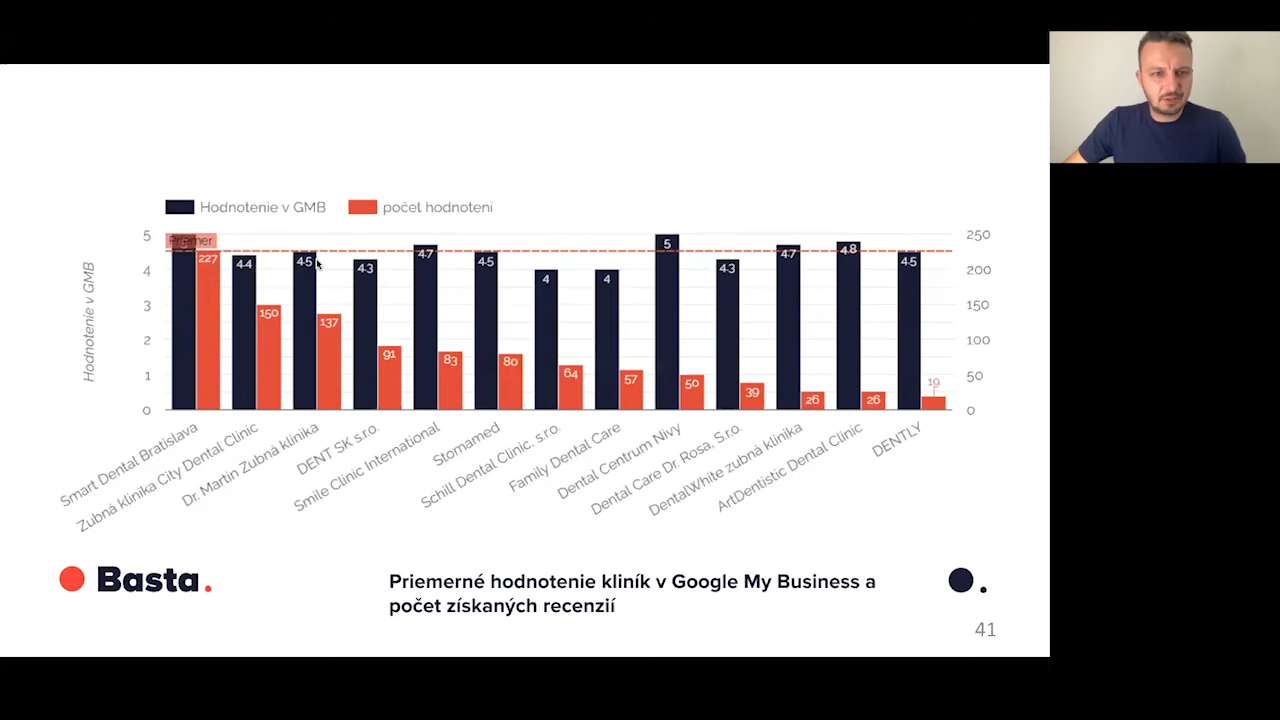 Hodnotenie v GMB
počet hodnotení
5
4
3
2
1
0
Hodnotenie v GMB
250
200
150
100
50
0
Priemer
5
227
4.4
150
4.5
137
4.3
91
4.7
83
4.5
80
4
64
4
57
5
50
4.3
39
4.7
26
4.8
26
4.5
19
Smart Dental Bratislava
Zubná klinika City Dental Clinic
Dr. Martin Zubná klinika
DENT SK s.r.o.
Smile Clinic International
Stomamed
Schill Dental Clinic, s.r.o.
Family Dental Care
Dental Centrum Nivy
Dental Care Dr. Rosa, S.r.o.
DentalWhite zubná klinika
ArtDentistic Dental Clinic
DENTLY
Basta.
Priemerné hodnotenie kliník v Google My Business a
počet získaných recenzií
41